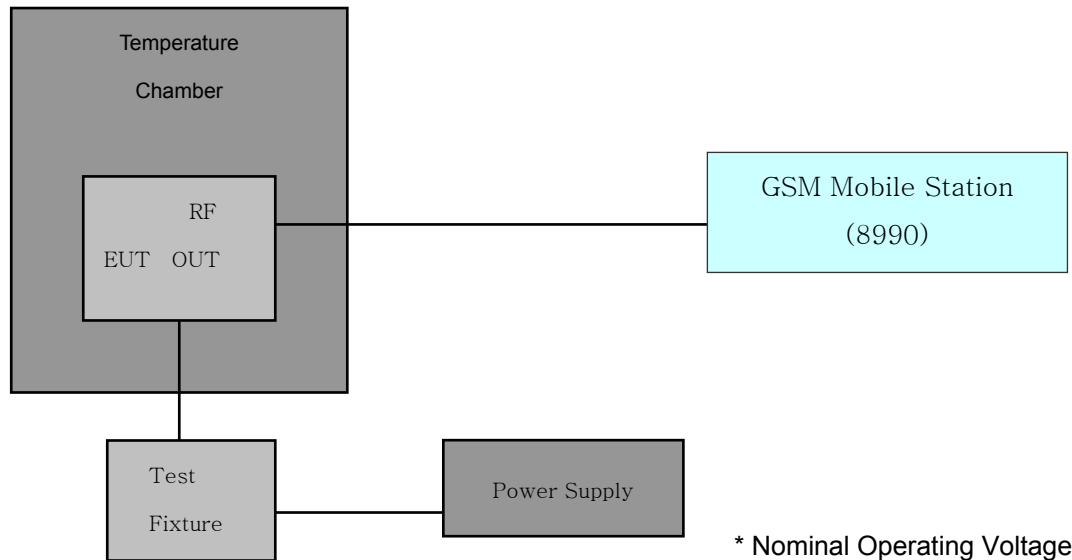 Temperature
Chamber
RF
EUT OUT
GSM Mobile Station
(8990)
Test
Fixture
Power Supply
* Nominal Operating Voltage